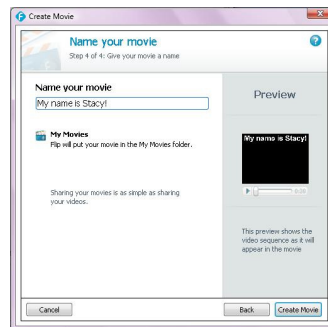 Create Movie
Name your movie
Step 4 of 4: Give your movie a name
Name your movie
My name is Stacy!
My Movies
Flip will put your movie in the My Movies folder.
Sharing your movies is as simple as sharing
your videos.
Preview
My name is Stacy!
This preview shows the
video sequence as it will
appear in the movie
Cancel
Back
Create Movie